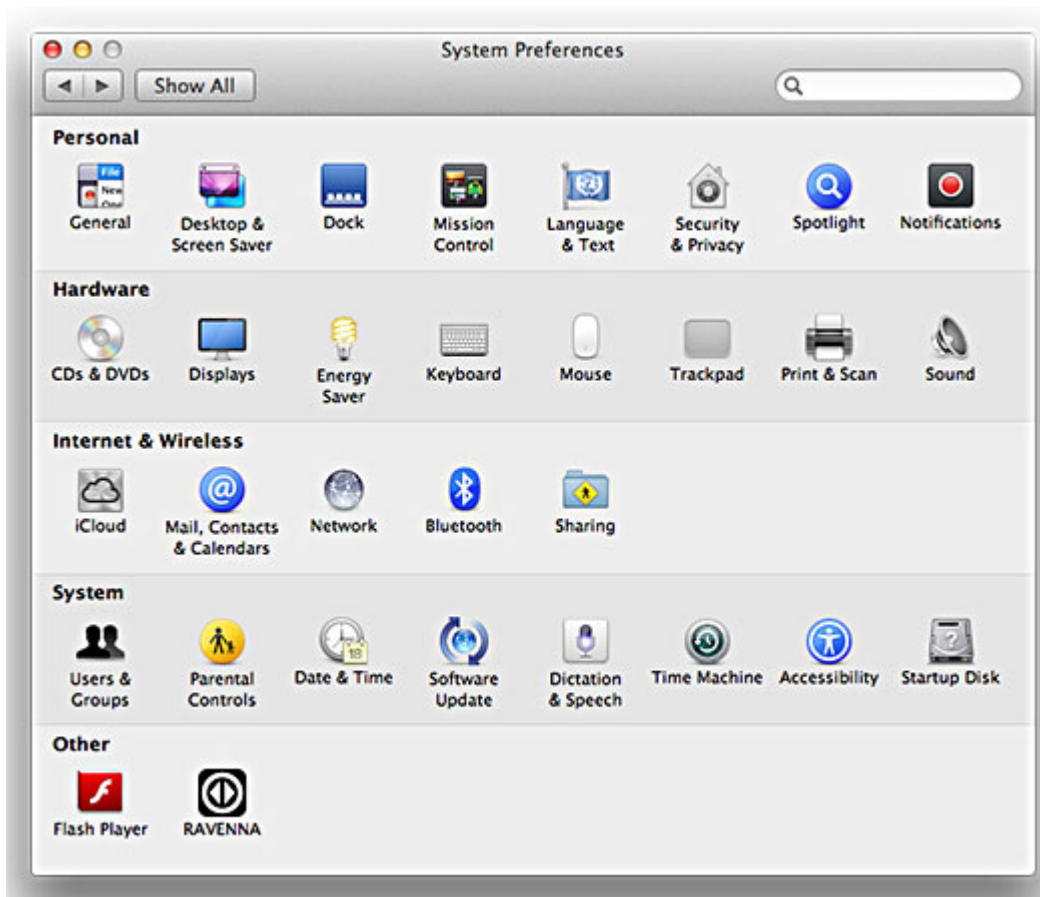 System Preferences
Show All
Personal
General
Desktop &
Screen Saver
Dock
Mission
Control
Language
& Text
Security
& Privacy
Spotlight
Notifications
Hardware
CDs & DVDs
Displays
Energy
Saver
Keyboard
Mouse
Trackpad
Print & Scan
Sound
Internet & Wireless
iCloud
Mail, Contacts
& Calendars
Network
Bluetooth
Sharing
System
Users &
Groups
Parental
Controls
Date & Time
18
Software
Update
Dictation
& Speech
Time Machine
Accessibility
Startup Disk
Other
Flash Player
RAVENNA
File
New